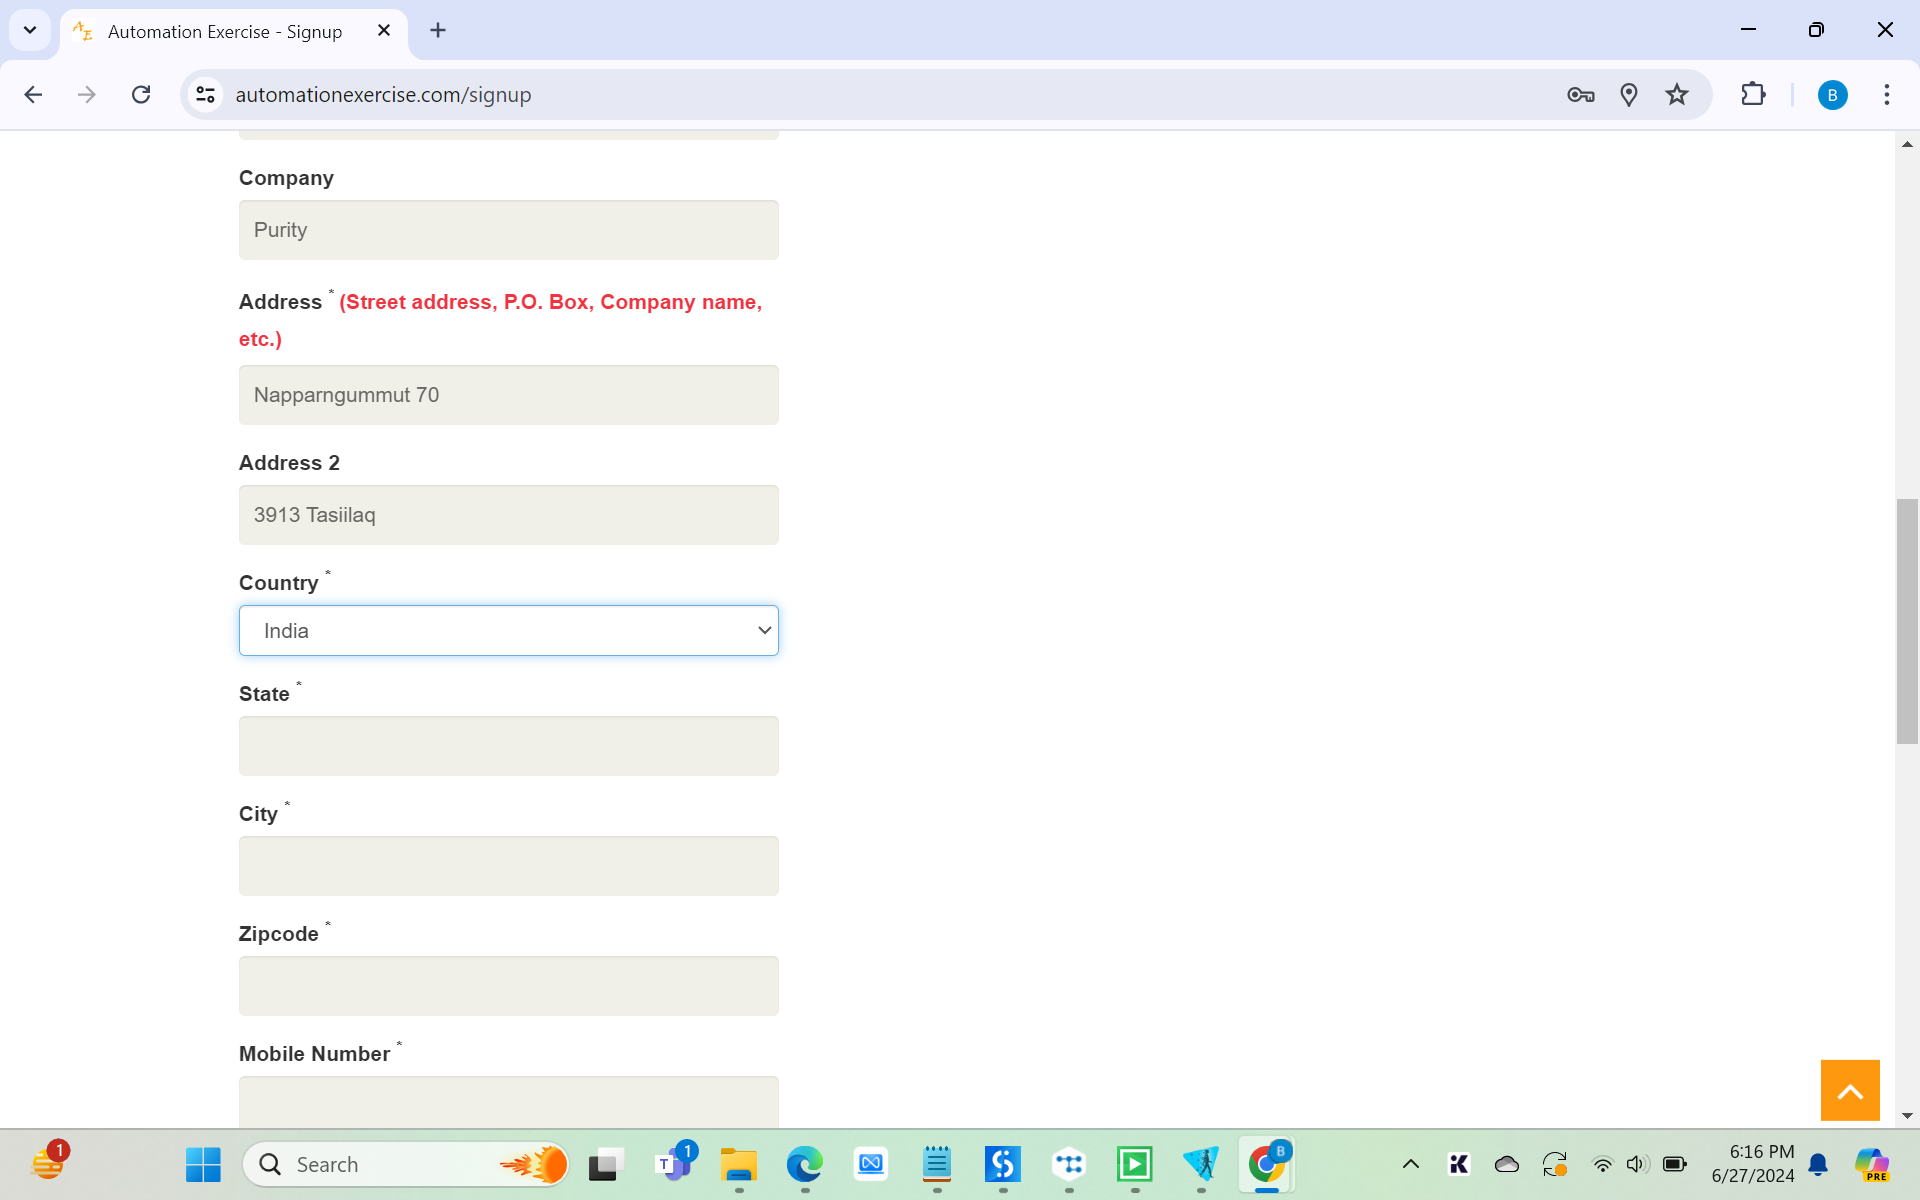 Automation Exercise - Signup
automationexercise.com/signup
B
Company
Purity
Address * (Street address, P.O. Box, Company name,
etc.)
Napparngummut 70
Address 2
3913 Tasiilaq
Country *
India
State *
City *
Zipcode *
Mobile Number *
1
Search
T
1
B
K
6:16 PM
6/27/2024
PRE